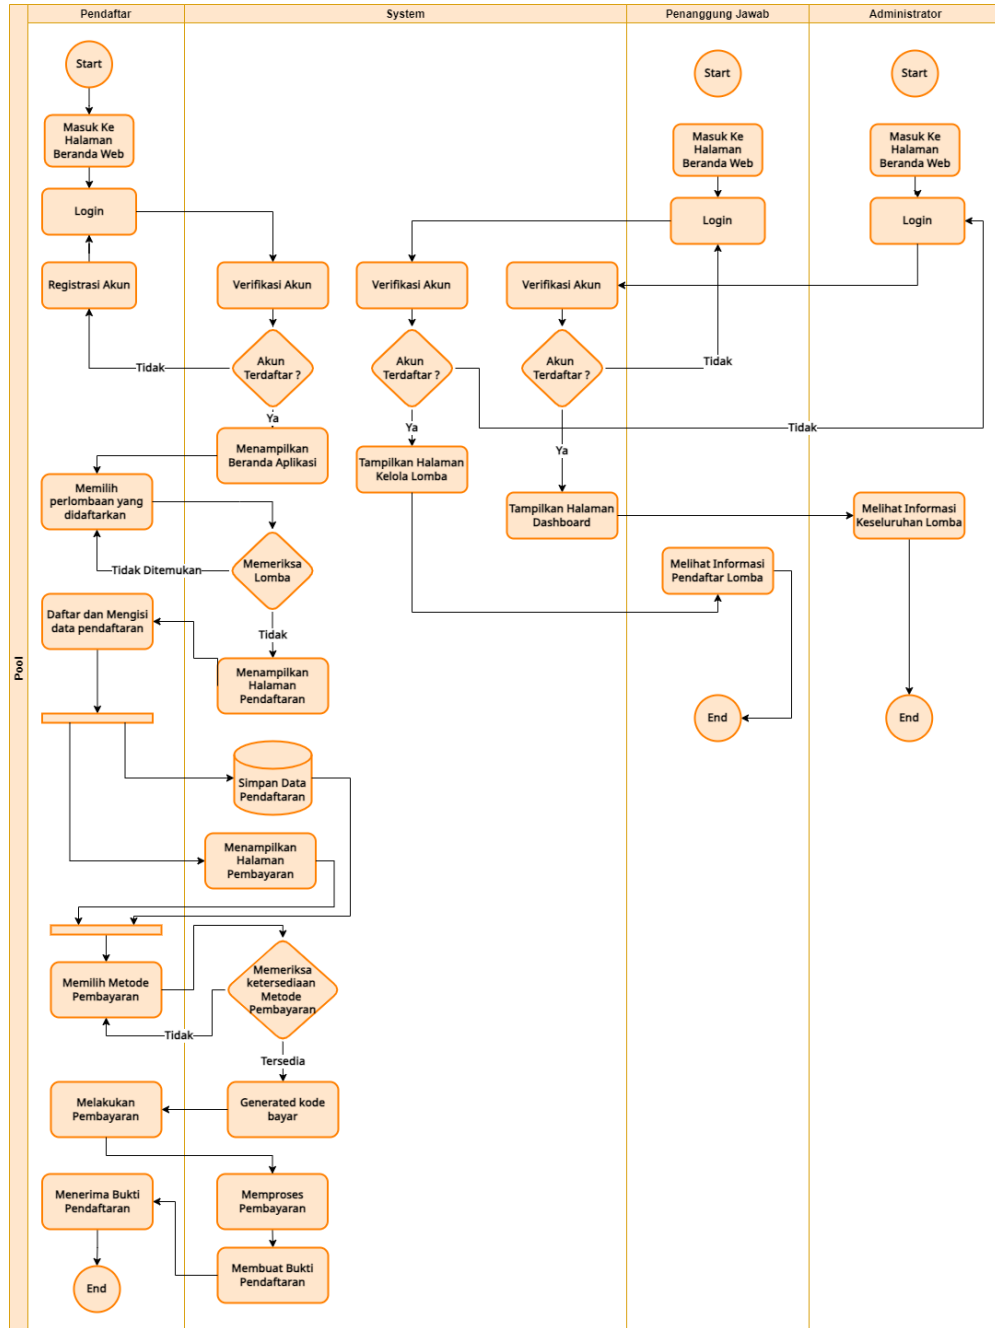 Pendaftar
System
Penanggung Jawab
Administrator
Pool
Start
Start
Start
Masuk Ke
Halaman
Beranda Web
Masuk Ke
Halaman
Beranda Web
Masuk Ke
Halaman
Beranda Web
Login
Login
Login
Registrasi Akun
Verifikasi Akun
Verifikasi Akun
Verifikasi Akun
Akun
Terdaftar ?
Akun
Terdaftar ?
Akun
Terdaftar ?
Tidak
Tidak
Tidak
Ya
Ya
Ya
Menampilkan
Beranda Aplikasi
Tampilkan Halaman
Kelola Lomba
Memilih
perlombaan yang
didaftarkan
Tampilkan Halaman
Dashboard
Melihat Informasi
Keseluruhan Lomba
Tidak Ditemukan
Memeriksa
Lomba
Melihat Informasi
Pendaftar Lomba
Daftar dan Mengisi
data pendaftaran
Tidak
Menampilkan
Halaman
Pendaftaran
End
End
Simpan Data
Pendaftaran
Menampilkan
Halaman
Pembayaran
Memilih Metode
Pembayaran
Memeriksa
ketersediaan
Metode
Pembayaran
Tidak
Tersedia
Melakukan
Pembayaran
Generated kode
bayar
Menerima Bukti
Pendaftaran
Memproses
Pembayaran
Membuat Bukti
Pendaftaran
End